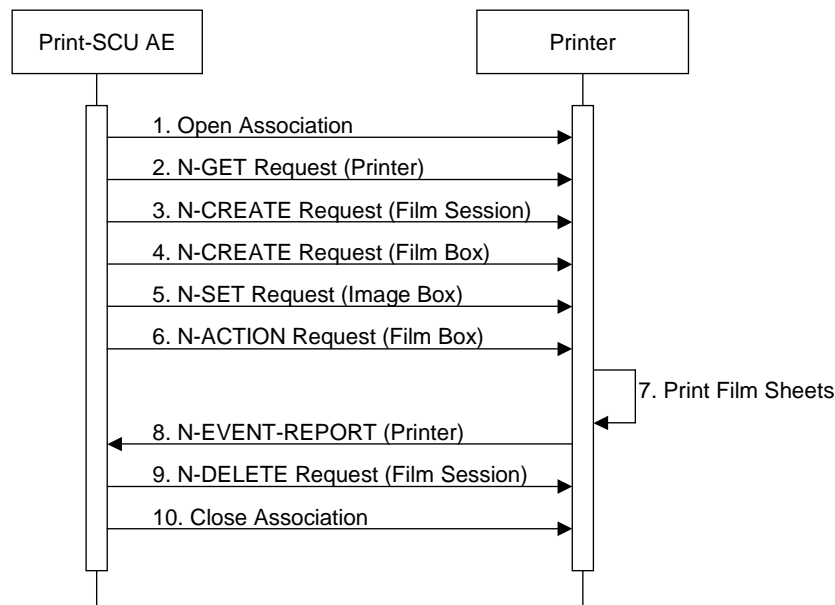 Print-SCU AE
Printer
1. Open Association
2. N-GET Request (Printer)
3. N-CREATE Request (Film Session)
4. N-CREATE Request (Film Box)
5. N-SET Request (Image Box)
6. N-ACTION Request (Film Box)
7. Print Film Sheets
8. N-EVENT-REPORT (Printer)
9. N-DELETE Request (Film Session)
10. Close Association